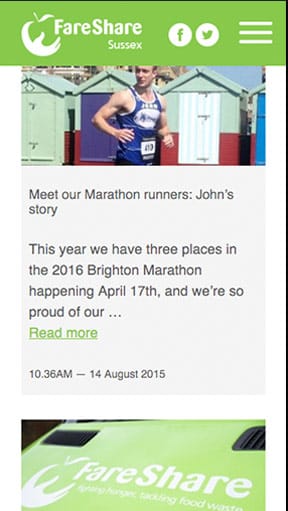 FareShare
Sussex
Meet our Marathon runners: John's
story
This year we have three places in
the 2016 Brighton Marathon
happening April 17th, and we're so
proud of our …
Read more
10.36AM — 14 August 2015
FareShare
fighting hunger, tackling food waste